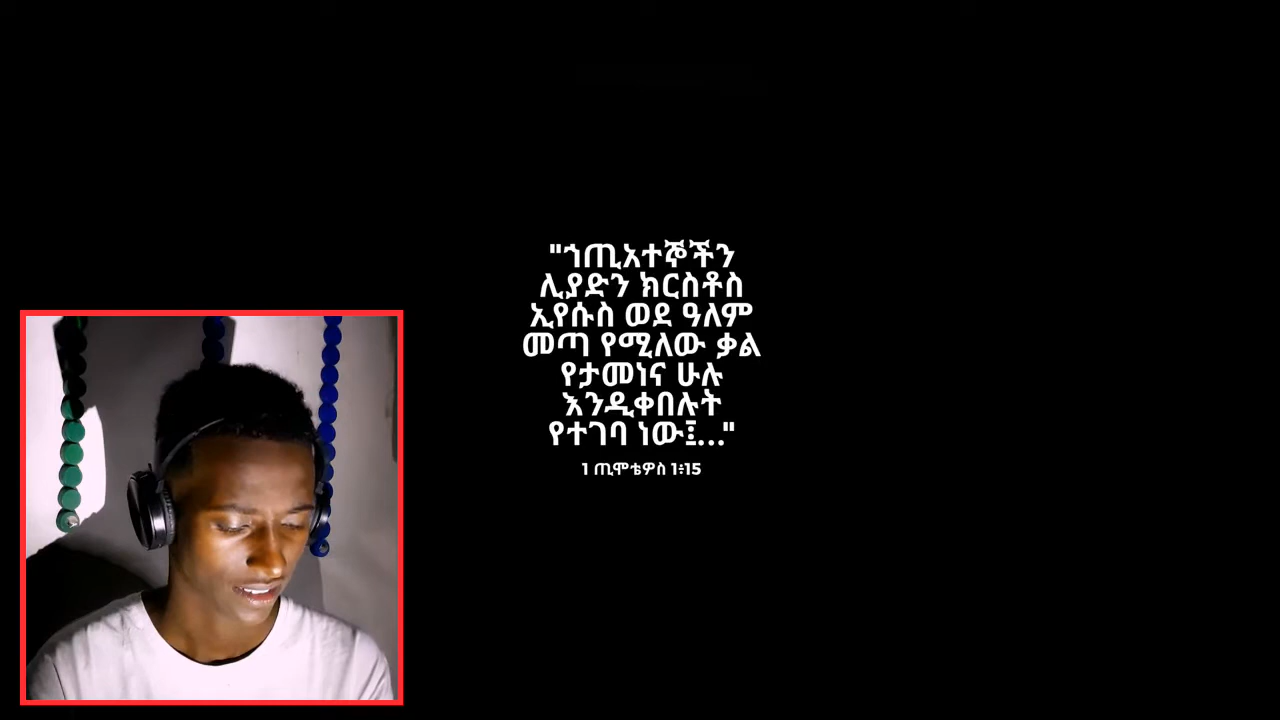 "ኀጢአተኞችን
ሊያድን ክርስቶስ
ኢየሱስ ወደ ዓለም
መጣ የሚለው ቃል
የታመነና ሁሉ
እንዲቀበሉት
የተገባ ነው፤..."
1 ጢሞቴዎስ 1፥15